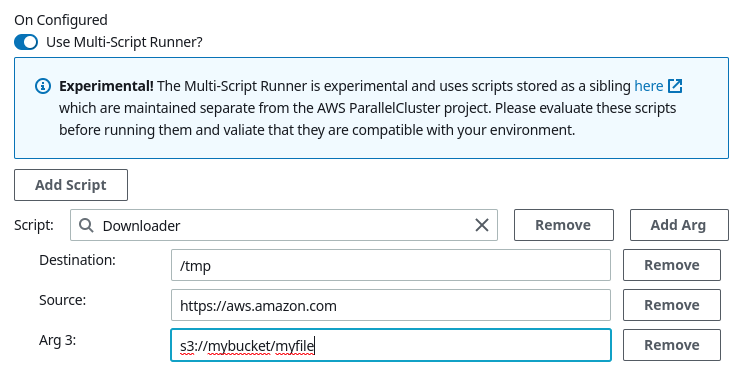 On Configured
Use Multi-Script Runner?
Experimental! The Multi-Script Runner is experimental and uses scripts stored as a sibling here
which are maintained separate from the AWS ParallelCluster project. Please evaluate these scripts
before running them and valiate that they are compatible with your environment.
Add Script
Script: Downloader Remove Add Arg
Destination: /tmp Remove
Source: https://aws.amazon.com Remove
Arg 3: s3://mybucket/myfile Remove